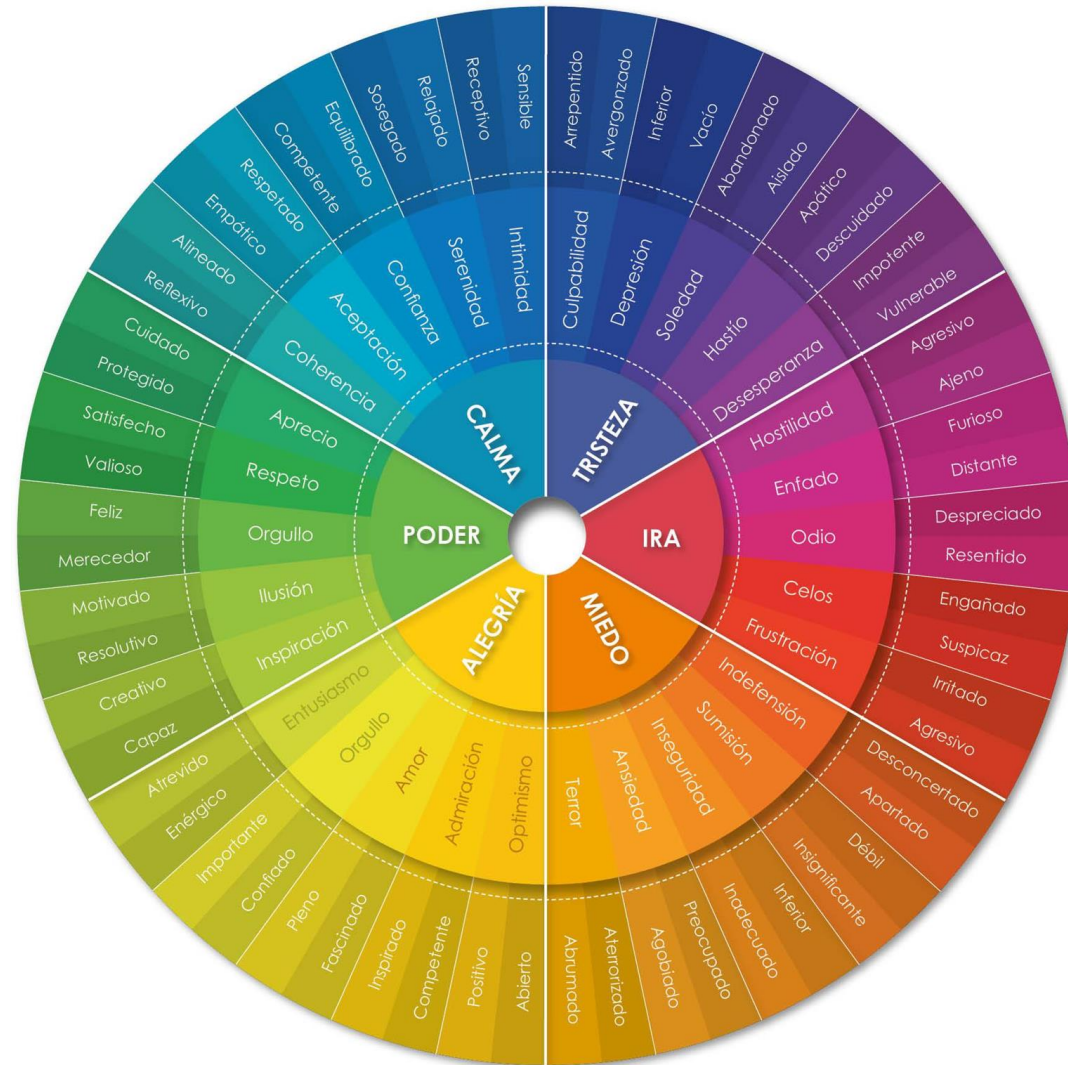 CALMA
TRISTEZA
IRA
MIEDO
ALEGRÍA
PODER
Culpabilidad
Depresión
Soledad
Hastío
Desesperanza
Hostilidad
Enfado
Odio
Celos
Frustración
Indefensión
Sumisión
Inseguridad
Ansiedad
Terror
Optimismo
Admiración
Amor
Orgullo
Entusiasmo
Inspiración
Ilusión
Orgullo
Respeto
Aprecio
Coherencia
Aceptación
Confianza
Serenidad
Intimidad
Arrepentido
Avergonzado
Inferior
Vacío
Abandonado
Aislado
Apático
Descuidado
Impotente
Vulnerable
Agresivo
Ajeno
Furioso
Distante
Despreciado
Resentido
Engañado
Suspicaz
Irritado
Agresivo
Desconcertado
Apartado
Débil
Insignificante
Inferior
Inadecuado
Preocupado
Agobiado
Aterrorizado
Abrumado
Abierto
Positivo
Competente
Inspirado
Fascinado
Pleno
Confiado
Importante
Enérgico
Atrevido
Capaz
Creativo
Resolutivo
Motivado
Merecedor
Feliz
Valioso
Satisfecho
Protegido
Cuidado
Reflexivo
Alineado
Empático
Respetado
Competente
Equilibrado
Sosegado
Relajado
Receptivo
Sensible